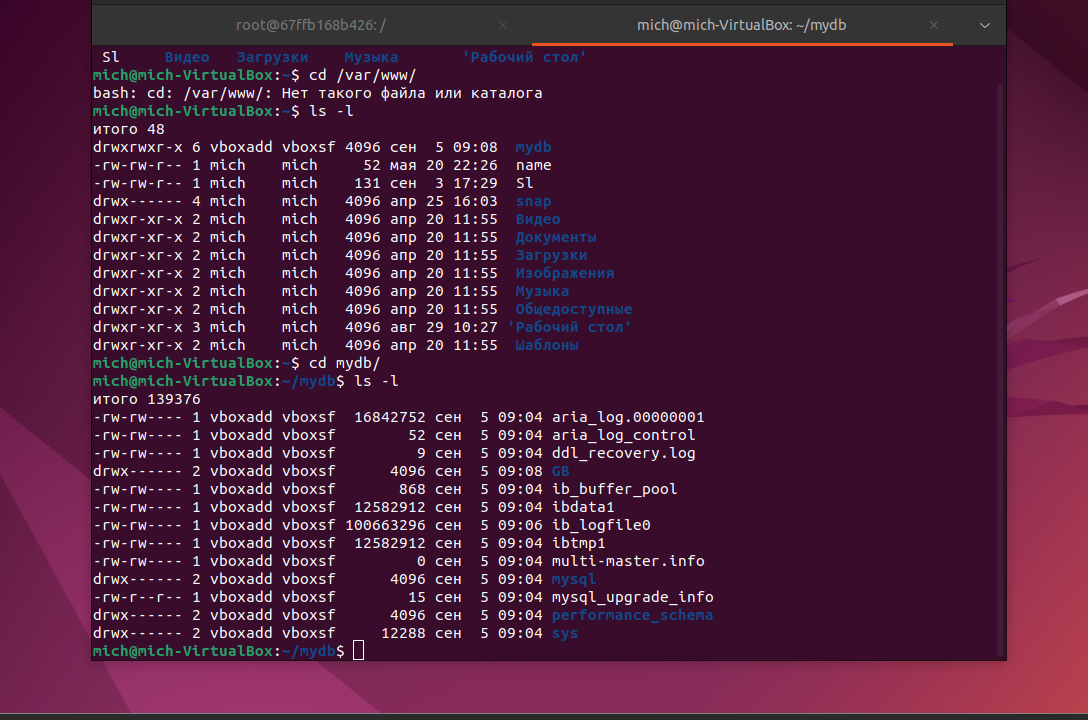 root@67ffb168b426: / × mich@mich-VirtualBox: ~/mydb ×
Sl Видео Загрузки Музыка 'Рабочий стол'
mich@mich-VirtualBox:~$ cd /var/www/
bash: cd: /var/www/: Нет такого файла или каталога
mich@mich-VirtualBox:~$ ls -l
итого 48
drwxrwxr-x 6 vboxadd vboxsf 4096 сен  5 09:08  mydb
-rw-rw-r-- 1 mich    mich     52 мая 20 22:26  name
-rw-rw-r-- 1 mich    mich    131 сен  3 17:29  Sl
drwx------ 4 mich    mich   4096 апр 25 16:03  snap
drwxr-xr-x 2 mich    mich   4096 апр 20 11:55  Видео
drwxr-xr-x 2 mich    mich   4096 апр 20 11:55  Документы
drwxr-xr-x 2 mich    mich   4096 апр 20 11:55  Загрузки
drwxr-xr-x 2 mich    mich   4096 апр 20 11:55  Изображения
drwxr-xr-x 2 mich    mich   4096 апр 20 11:55  Музыка
drwxr-xr-x 2 mich    mich   4096 апр 20 11:55  Общедоступные
drwxr-xr-x 3 mich    mich   4096 авг 29 10:27 'Рабочий стол'
drwxr-xr-x 2 mich    mich   4096 апр 20 11:55  Шаблоны
mich@mich-VirtualBox:~$ cd mydb/
mich@mich-VirtualBox:~/mydb$ ls -l
итого 139376
-rw-rw---- 1 vboxadd vboxsf  16842752 сен  5 09:04 aria_log.00000001
-rw-rw---- 1 vboxadd vboxsf        52 сен  5 09:04 aria_log_control
-rw-rw---- 1 vboxadd vboxsf         9 сен  5 09:04 ddl_recovery.log
drwx------ 2 vboxadd vboxsf      4096 сен  5 09:08 GB
-rw-rw---- 1 vboxadd vboxsf       868 сен  5 09:04 ib_buffer_pool
-rw-rw---- 1 vboxadd vboxsf  12582912 сен  5 09:04 ibdata1
-rw-rw---- 1 vboxadd vboxsf 100663296 сен  5 09:06 ib_logfile0
-rw-rw---- 1 vboxadd vboxsf  12582912 сен  5 09:04 ibtmp1
-rw-rw---- 1 vboxadd vboxsf         0 сен  5 09:04 multi-master.info
drwx------ 2 vboxadd vboxsf      4096 сен  5 09:04 mysql
-rw-r--r-- 1 vboxadd vboxsf        15 сен  5 09:04 mysql_upgrade_info
drwx------ 2 vboxadd vboxsf      4096 сен  5 09:04 performance_schema
drwx------ 2 vboxadd vboxsf     12288 сен  5 09:04 sys
mich@mich-VirtualBox:~/mydb$